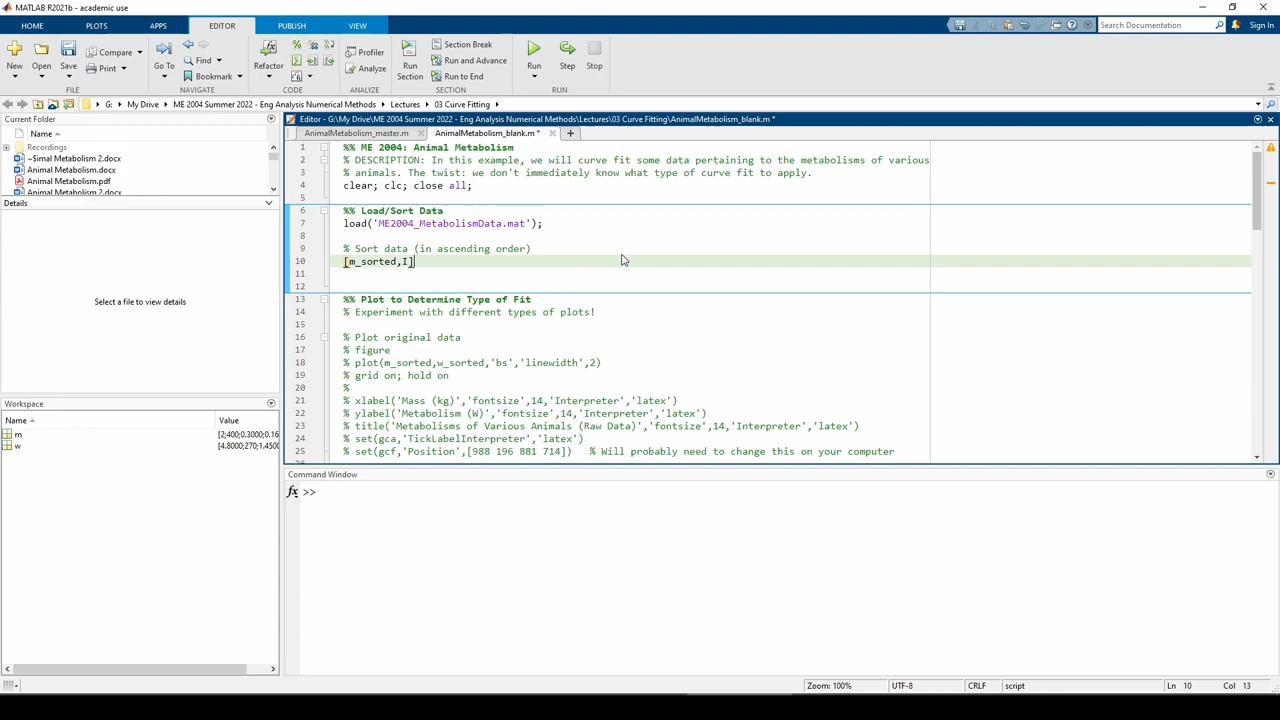 MATLAB R2021b - academic use
HOME PLOTS APPS EDITOR PUBLISH VIEW Search Documentation Sign In
New Open Save Compare Print Go To Find Bookmark Refactor Profiler Analyze Run Section Section Break Run and Advance Run to End Run Step Stop
FILE NAVIGATE CODE ANALYZE SECTION RUN
G: My Drive ME 2004 Summer 2022 - Eng Analysis Numerical Methods Lectures 03 Curve Fitting
Current Folder
Name
Recordings
~$imal Metabolism 2.docx
Animal Metabolism.docx
Animal Metabolism.pdf
Animal Metabolism 2.docx
Details
Select a file to view details
Workspace
Name Value
m [2;400;0.3000;0.16
w [4.8000;270;1.4500
Editor - G:\My Drive\ME 2004 Summer 2022 - Eng Analysis Numerical Methods\Lectures\03 Curve Fitting\AnimalMetabolism_blank.m *
AnimalMetabolism_master.m AnimalMetabolism_blank.m *
1 %% ME 2004: Animal Metabolism
2 % DESCRIPTION: In this example, we will curve fit some data pertaining to the metabolisms of various
3 % animals. The twist: we don't immediately know what type of curve fit to apply.
4 clear; clc; close all;
5
6 %% Load/Sort Data
7 load('ME2004_MetabolismData.mat');
8
9 % Sort data (in ascending order)
10 [m_sorted,I]
11
12
13 %% Plot to Determine Type of Fit
14 % Experiment with different types of plots!
15
16 % Plot original data
17 % figure
18 % plot(m_sorted,w_sorted,'bs','linewidth',2)
19 % grid on; hold on
20 %
21 % xlabel('Mass (kg)','fontsize',14,'Interpreter','latex')
22 % ylabel('Metabolism (W)','fontsize',14,'Interpreter','latex')
23 % title('Metabolisms of Various Animals (Raw Data)','fontsize',14,'Interpreter','latex')
24 % set(gca,'TickLabelInterpreter','latex')
25 % set(gcf,'Position',[988 196 881 714]) % Will probably need to change this on your computer
Command Window
fx >>
Zoom: 100% UTF-8 CRLF script Ln 10 Col 13